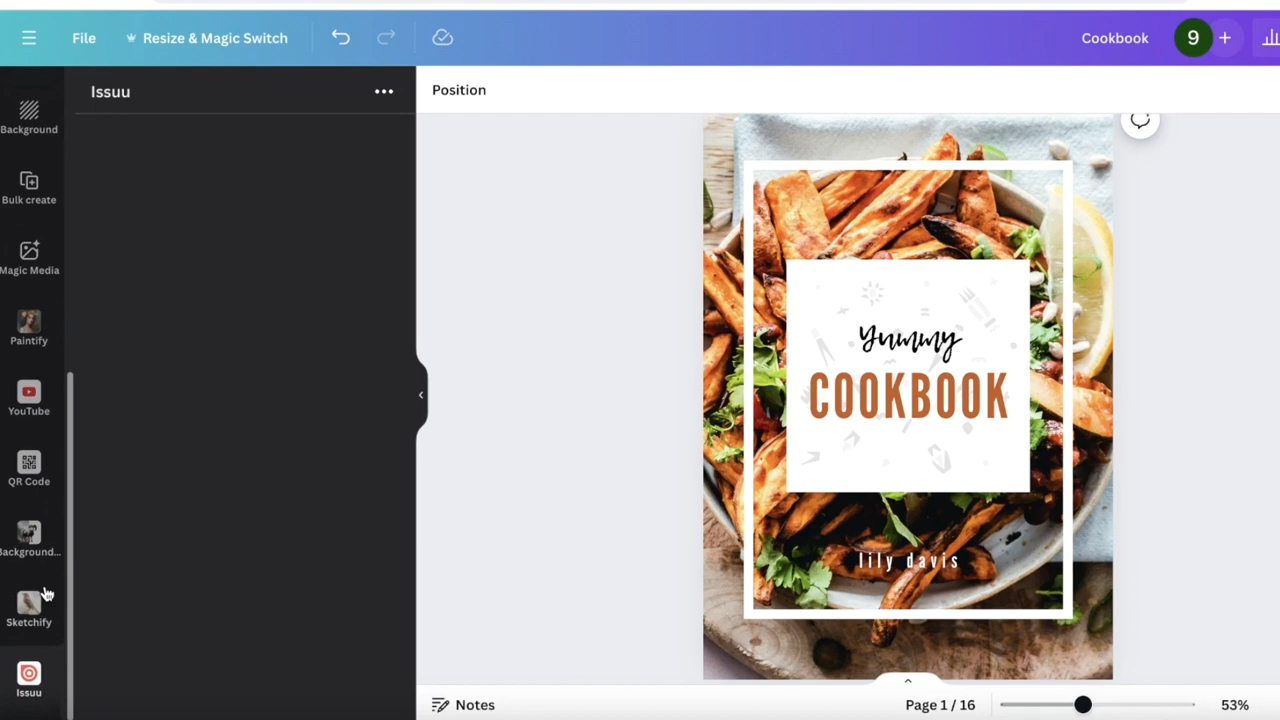 File
Resize & Magic Switch
Cookbook
9
+
Background
Bulk create
Magic Media
Paintify
YouTube
QR Code
Background...
Sketchify
Issuu
Issuu
Position
yummy
COOKBOOK
lily davis
Notes
Page 1 / 16
53%